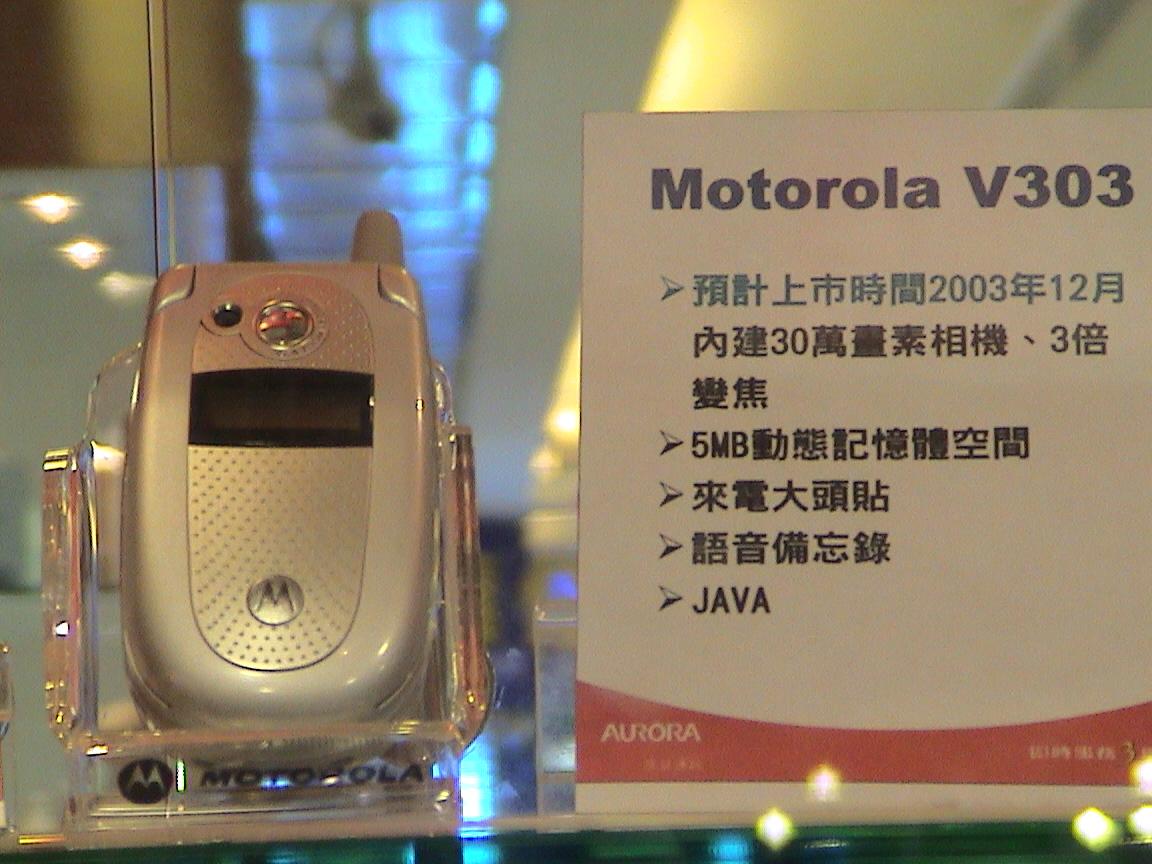 Motorola V303
➢預計上市時間2003年12月
內建30萬畫素相機、3倍
變焦
➢5MB動態記憶體空間
➢來電大頭貼
➢語音備忘錄
➢JAVA
AURORA
MOTOROLA